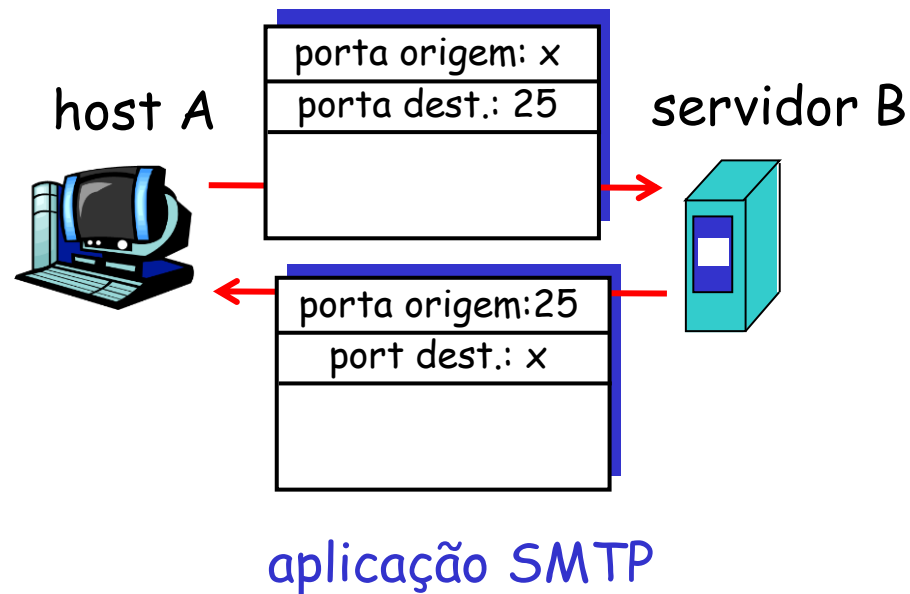 porta origem: x
porta dest.: 25
host A
servidor B
porta origem:25
port dest.: x
aplicação SMTP